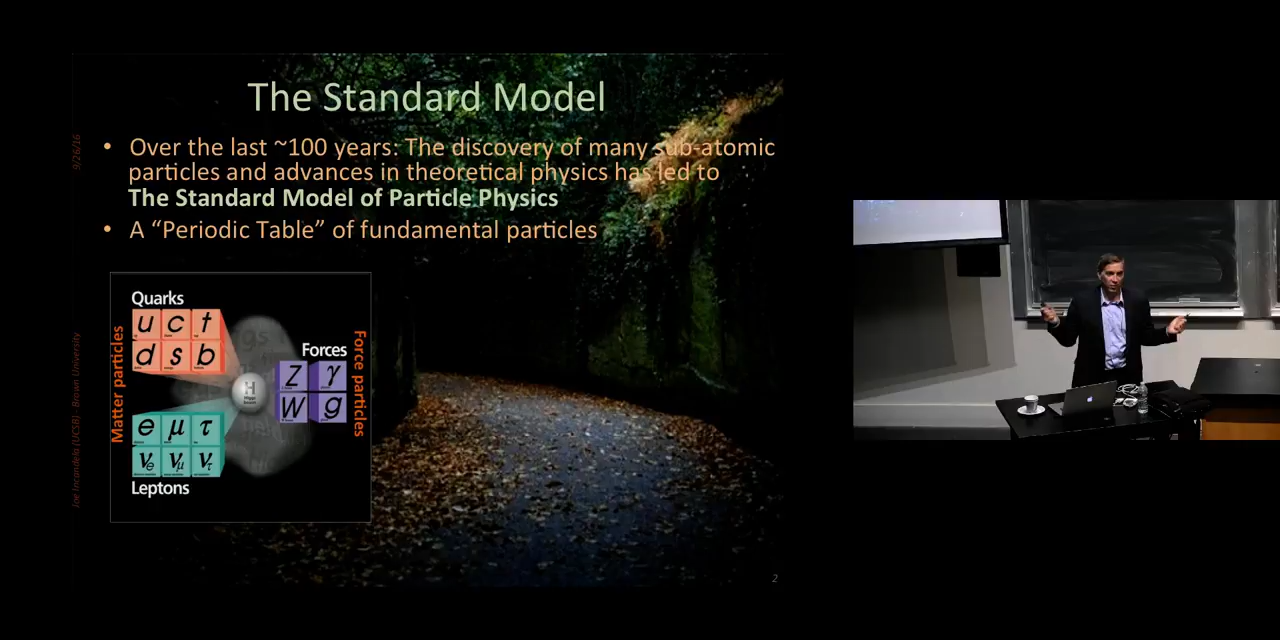 The Standard Model
• Over the last ~100 years: The discovery of many sub-atomic
particles and advances in theoretical physics has led to
The Standard Model of Particle Physics
• A “Periodic Table” of fundamental particles
9/26/16
Joe Incandela (UCSB) - Brown University
Quarks
u c t
d s b
Matter particles
Forces
Z γ
W g
Force particles
H
Higgs
e μ τ
νe νμ ντ
Leptons
2